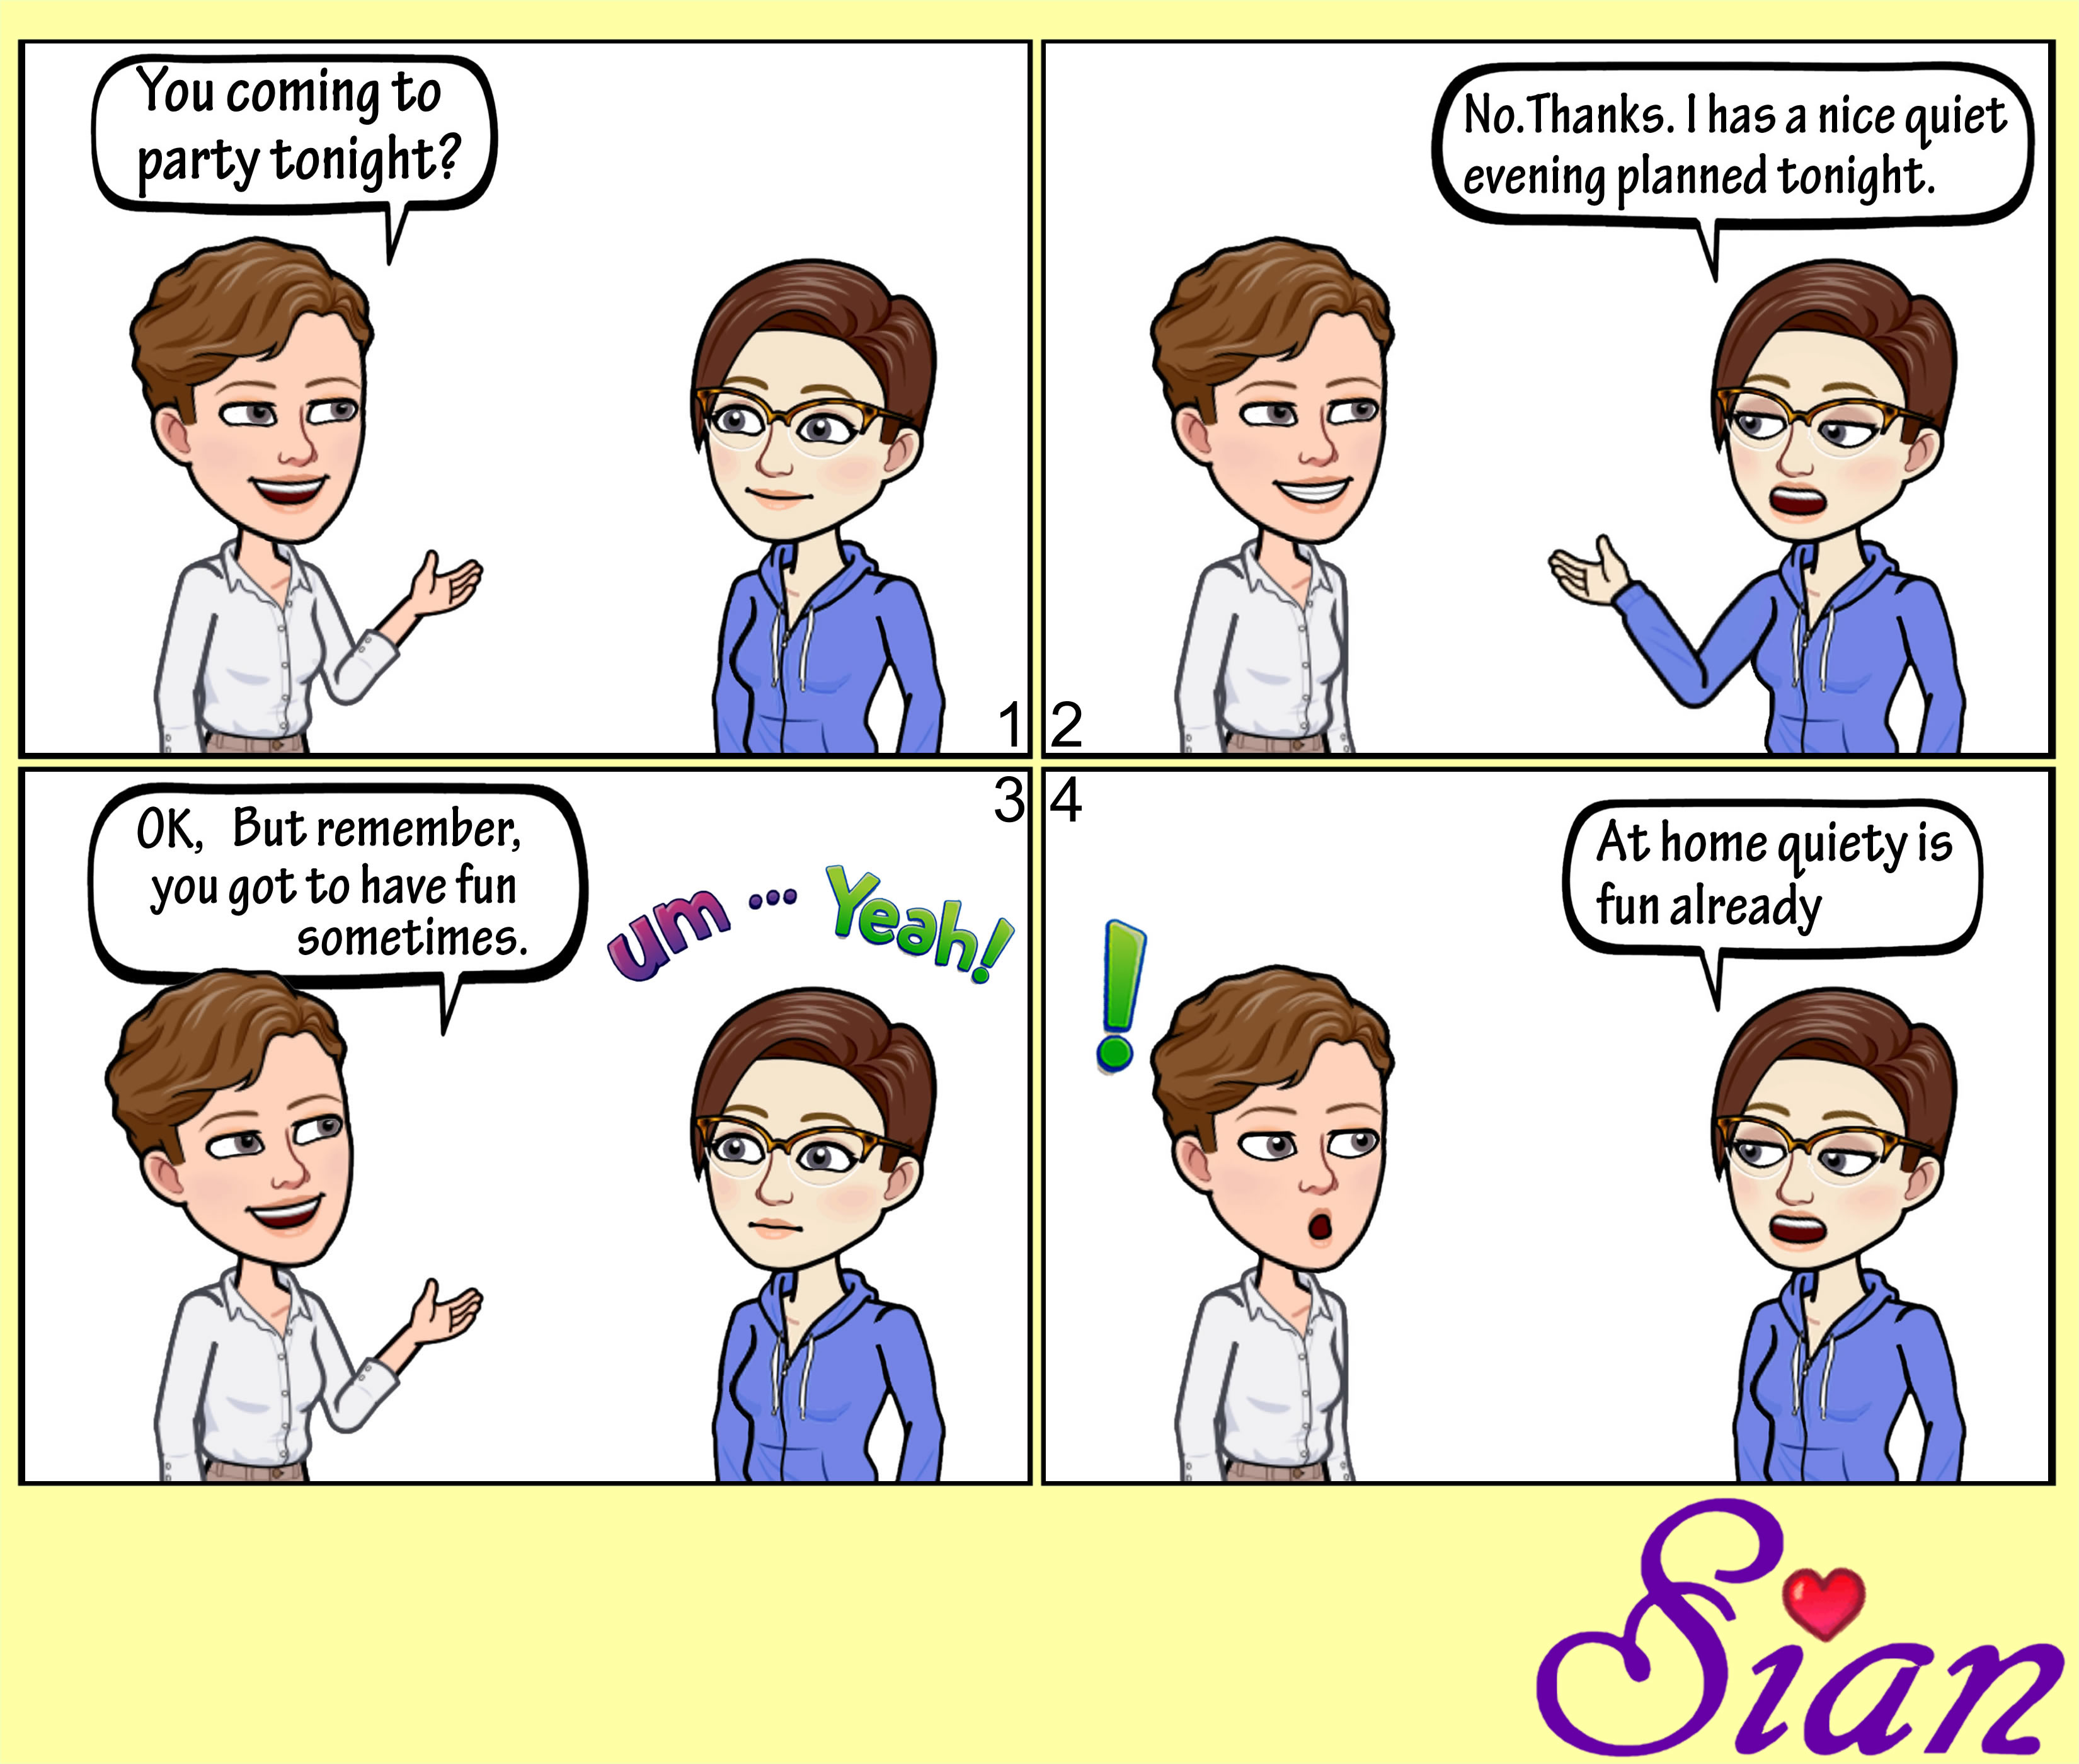 You coming to
party tonight?
No.Thanks. I has a nice quiet
evening planned tonight.
1
2
OK, But remember,
you got to have fun
sometimes.
um ... Yeah!
3
4
At home quiety is
fun already
!
Sian